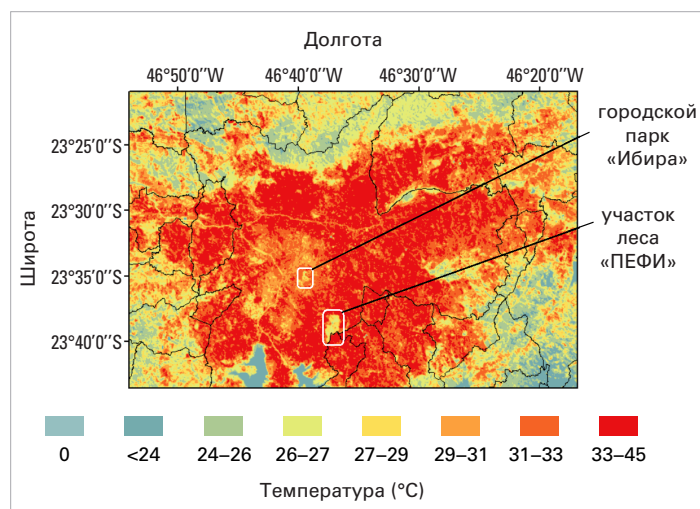 Долгота
46°50'0''W 46°40'0''W 46°30'0''W 46°20'0''W
городской
парк
«Ибира»
участок
леса
«ПЕФИ»
Широта
23°25'0''S
23°30'0''S
23°35'0''S
23°40'0''S
0 <24 24–26 26–27 27–29 29–31 31–33 33–45
Температура (°C)